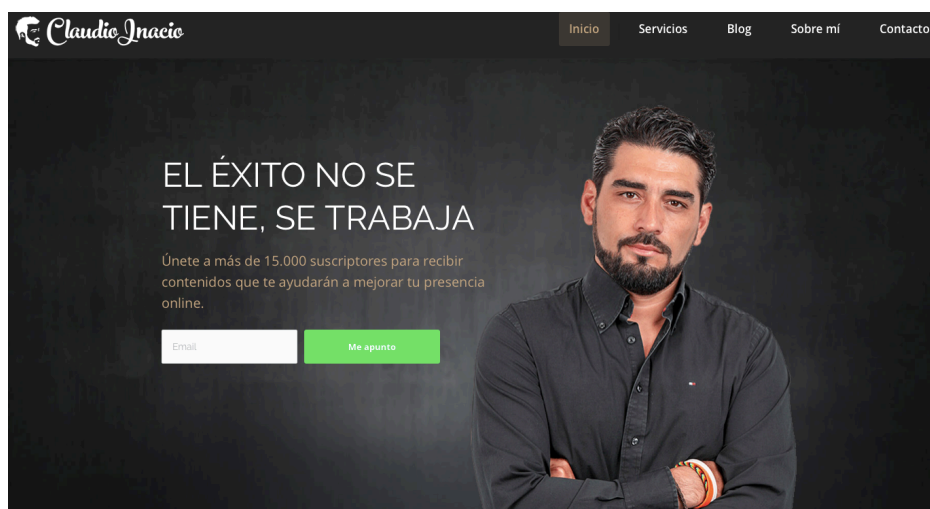 Claudio Inacio
Inicio
Servicios
Blog
Sobre mí
Contacto
EL ÉXITO NO SE
TIENE, SE TRABAJA
Únete a más de 15.000 suscriptores para recibir
contenidos que te ayudarán a mejorar tu presencia
online.
Email
Me apunto